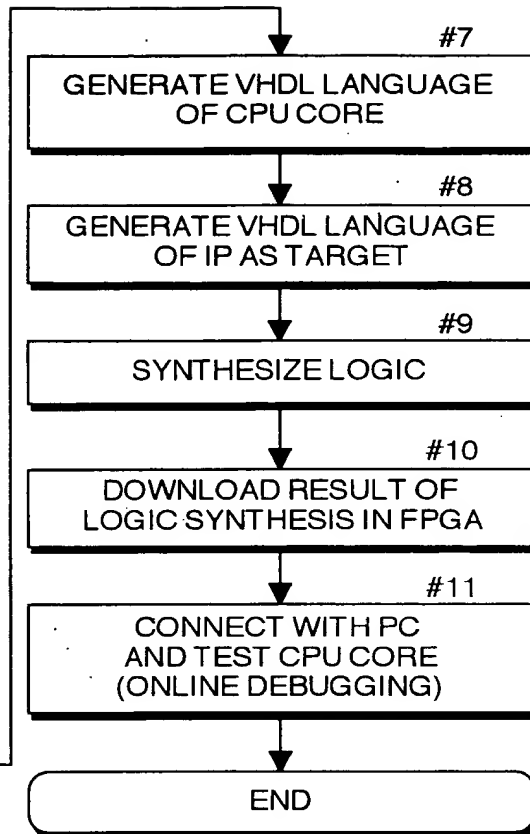 #7
GENERATE VHDL LANGUAGE
OF CPU CORE
#8
GENERATE VHDL LANGUAGE
OF IP AS TARGET
#9
SYNTHESIZE LOGIC
#10
DOWNLOAD RESULT OF
LOGIC SYNTHESIS IN FPGA
#11
CONNECT WITH PC
AND TEST CPU CORE
(ONLINE DEBUGGING)
END